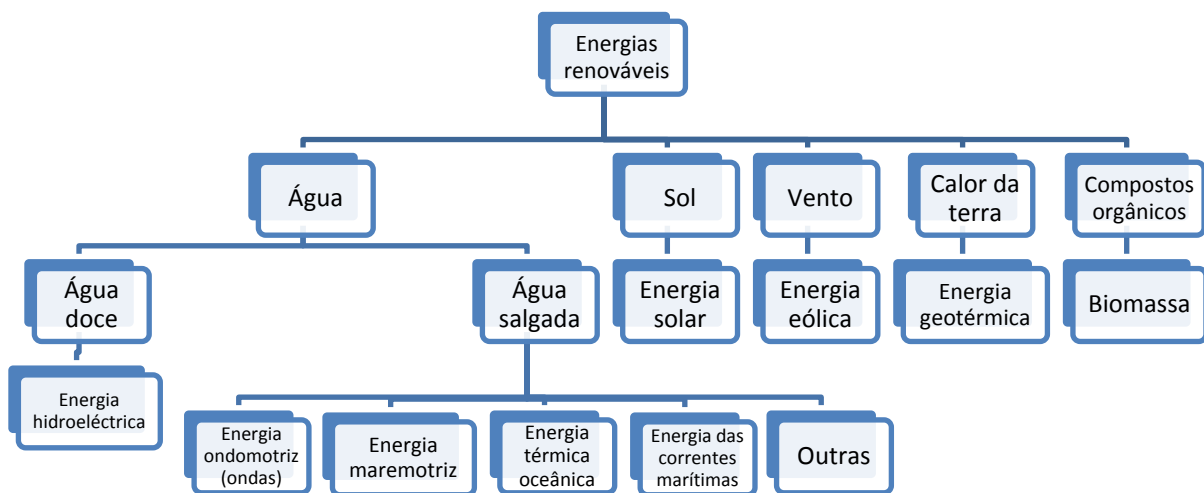 Energias
renováveis
Água
Sol
Vento
Calor da
terra
Compostos
orgânicos
Água
doce
Água
salgada
Energia
solar
Energia
eólica
Energia
geotérmica
Biomassa
Energia
hidroeléctrica
Energia
ondomotriz
(ondas)
Energia
maremotriz
Energia
térmica
oceânica
Energia das
correntes
marítimas
Outras